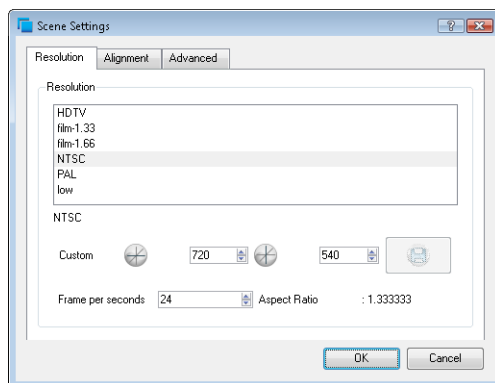 Scene Settings
Resolution Alignment Advanced
Resolution
HDTV
film-1.33
film-1.66
NTSC
PAL
low
NTSC
Custom 720 540
Frame per seconds 24 Aspect Ratio : 1.333333
OK Cancel